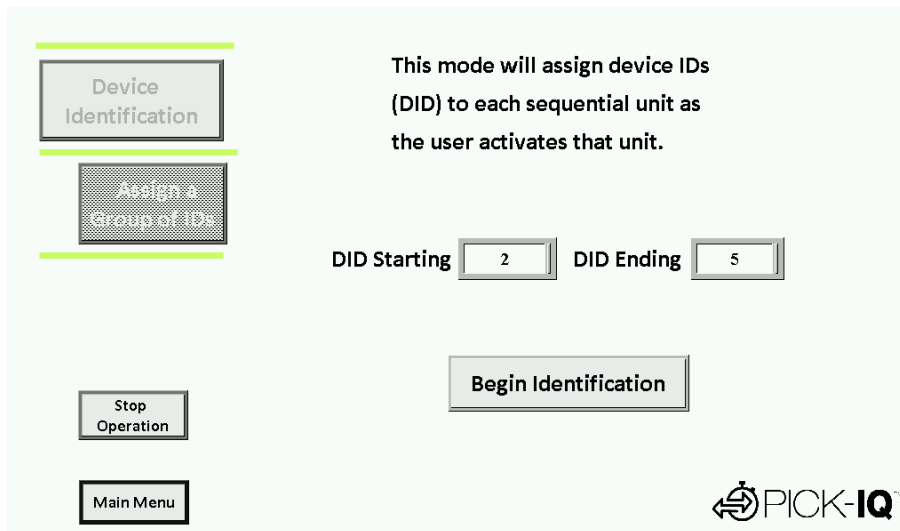 Device
Identification
Assign a
Group of IDs
This mode will assign device IDs
(DID) to each sequential unit as
the user activates that unit.
DID Starting 2 DID Ending 5
Begin Identification
Stop
Operation
Main Menu
PICK-IQ